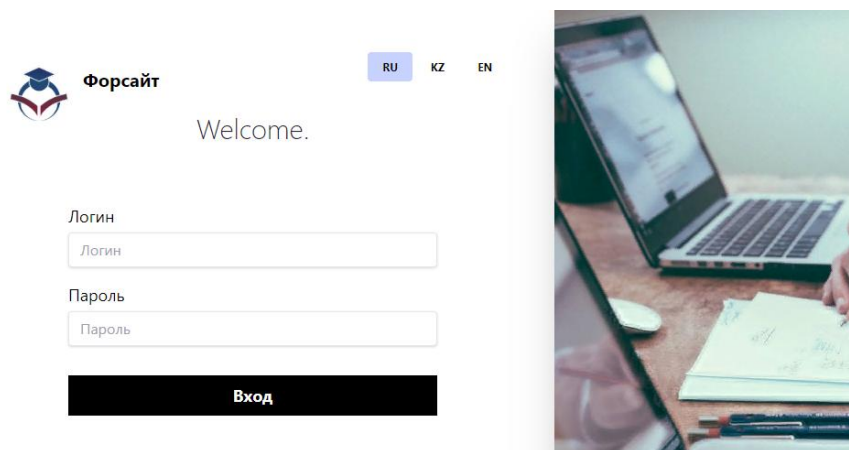 Форсайт
RU KZ EN
Welcome.
Логин
Логин
Пароль
Пароль
Вход